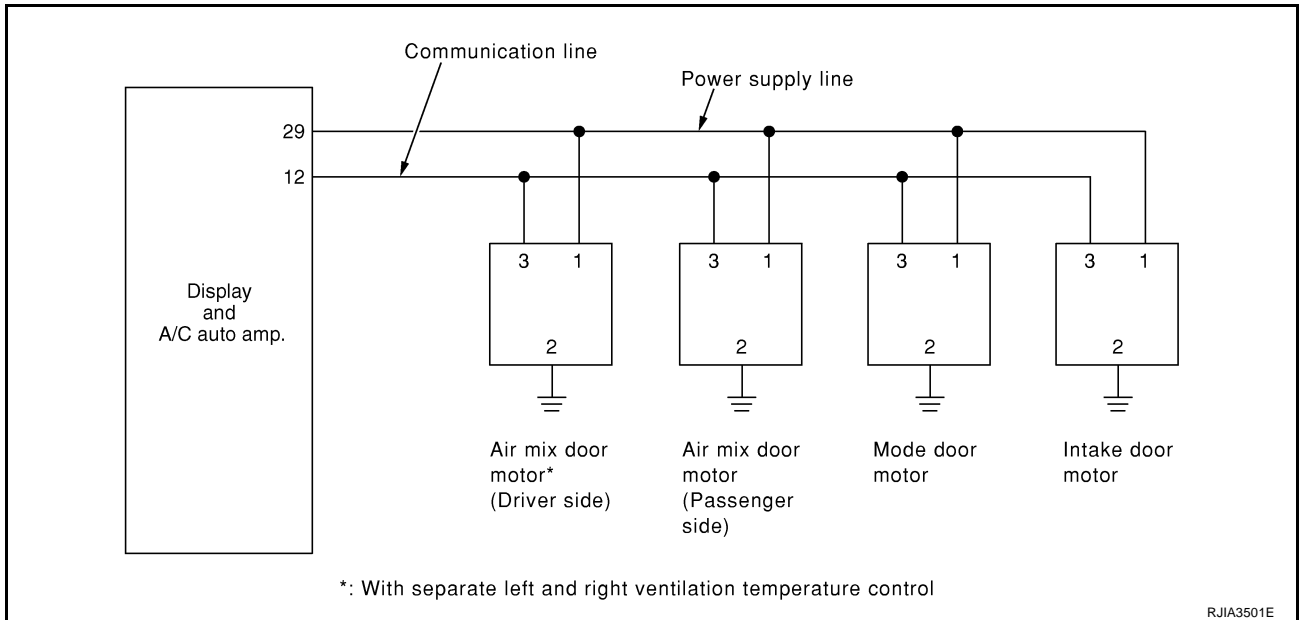 Communication line
Power supply line
29
12
Display
and
A/C auto amp.
3 1
3 1
3 1
3 1
2
2
2
2
Air mix door
motor*
(Driver side)
Air mix door
motor
(Passenger
side)
Mode door
motor
Intake door
motor
*: With separate left and right ventilation temperature control
RJIA3501E